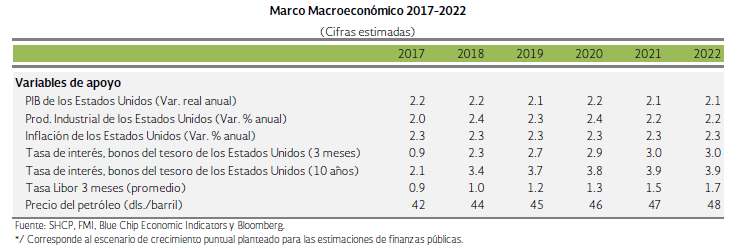 Marco Macroeconómico 2017-2022
(Cifras estimadas)
2017 2018 2019 2020 2021 2022
Variables de apoyo
PIB de los Estados Unidos (Var. real anual) 2.2 2.2 2.1 2.2 2.1 2.1
Prod. Industrial de los Estados Unidos (Var. % anual) 2.0 2.4 2.3 2.4 2.2 2.2
Inflación de los Estados Unidos (Var. % anual) 2.3 2.3 2.3 2.3 2.3 2.3
Tasa de interés, bonos del tesoro de los Estados Unidos (3 meses) 0.9 2.3 2.7 2.9 3.0 3.0
Tasa de interés, bonos del tesoro de los Estados Unidos (10 años) 2.1 3.4 3.7 3.8 3.9 3.9
Tasa Libor 3 meses (promedio) 0.9 1.0 1.2 1.3 1.5 1.7
Precio del petróleo (dls./barril) 42 44 45 46 47 48
Fuente: SHCP, FMI, Blue Chip Economic Indicators y Bloomberg.
*/ Corresponde al escenario de crecimiento puntual planteado para las estimaciones de finanzas públicas.